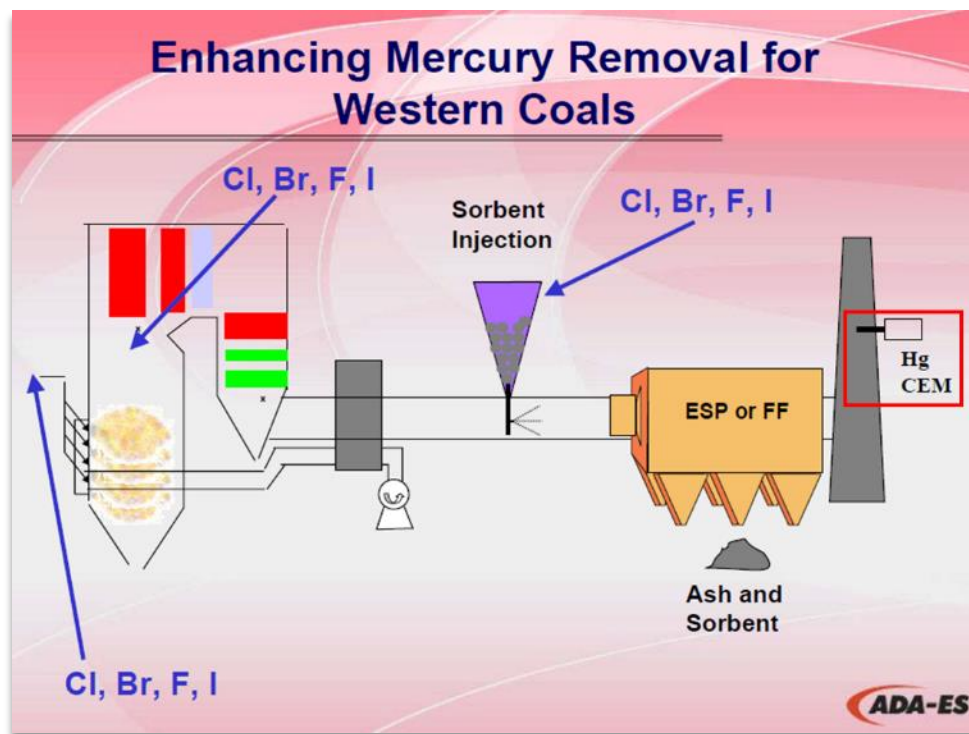 Enhancing Mercury Removal for
Western Coals
Cl, Br, F, I
Sorbent
Injection
Cl, Br, F, I
Hg
CEM
ESP or FF
x
x
Ash and
Sorbent
Cl, Br, F, I
ADA-ES